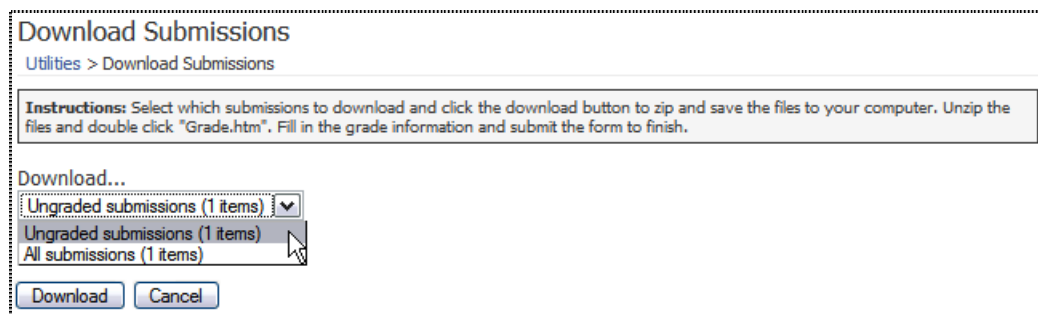 Download Submissions
Utilities > Download Submissions
Instructions: Select which submissions to download and click the download button to zip and save the files to your computer. Unzip the
files and double click "Grade.htm". Fill in the grade information and submit the form to finish.
Download...
Ungraded submissions (1 items)
Ungraded submissions (1 items)
All submissions (1 items)
Download Cancel